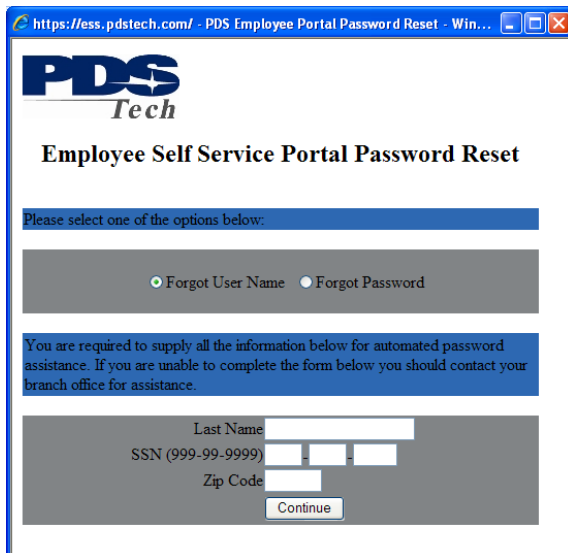 https://ess.pdstech.com/ - PDS Employee Portal Password Reset - Win...
PDS
Tech
Employee Self Service Portal Password Reset
Please select one of the options below:
Forgot User Name Forgot Password
You are required to supply all the information below for automated password
assistance. If you are unable to complete the form below you should contact your
branch office for assistance.
Last Name
SSN (999-99-9999) - -
Zip Code
Continue